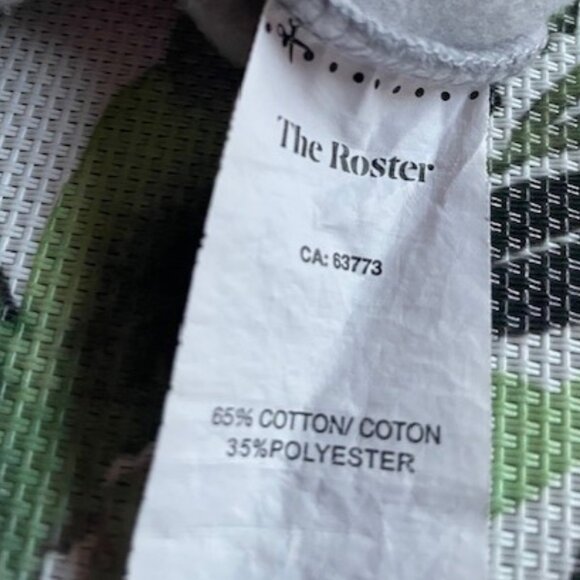 The Roster
CA: 63773
65% COTTON/ COTON
35%POLYESTER